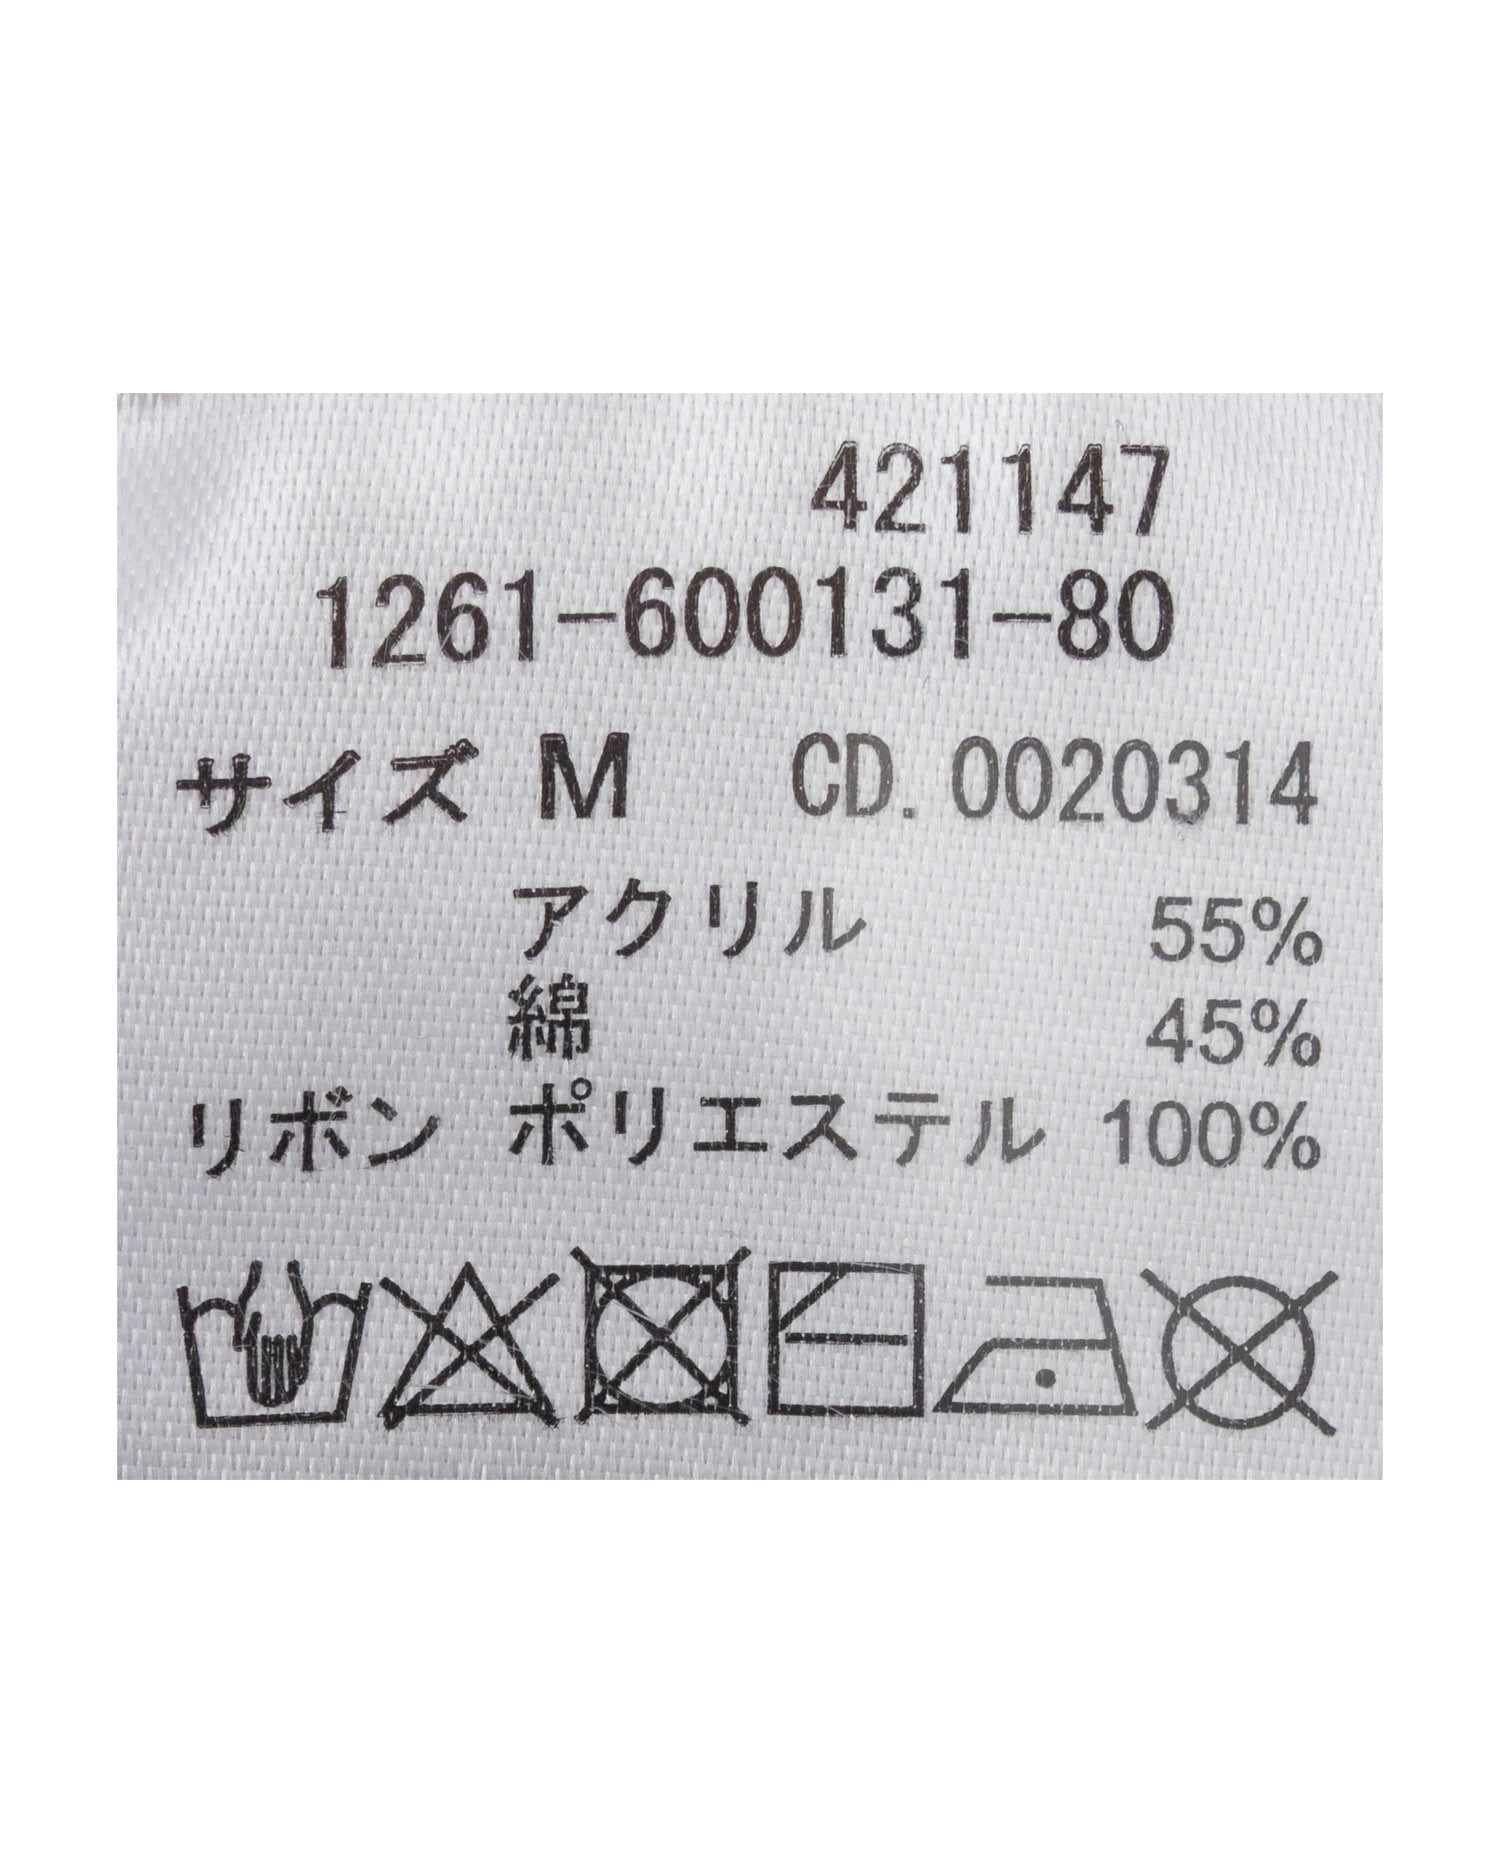 421147
1261-600131-80
サイズ M CD. 0020314
アクリル 55%
綿 45%
リボン ポリエステル 100%